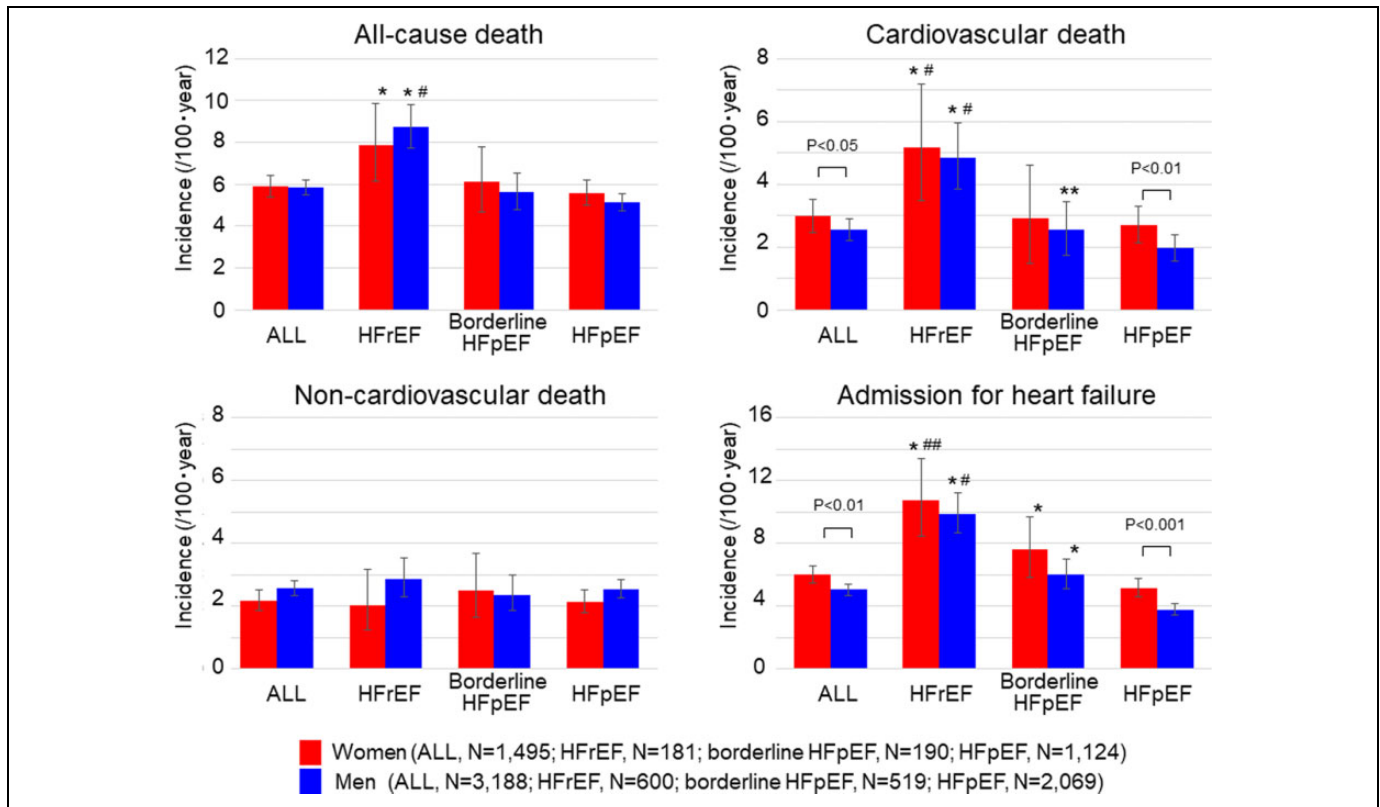 All-cause death
Incidence (/100・year)
12
10
8
6
4
2
0
* * #
ALL HFrEF Borderline HFpEF HFpEF
Cardiovascular death
Incidence (/100・year)
8
6
4
2
0
P<0.05
* #
* #
**
P<0.01
ALL HFrEF Borderline HFpEF HFpEF
Non-cardiovascular death
Incidence (/100・year)
8
6
4
2
0
ALL HFrEF Borderline HFpEF HFpEF
Admission for heart failure
Incidence (/100・year)
16
12
8
4
0
P<0.01
* ##
* #
*
*
P<0.001
ALL HFrEF Borderline HFpEF HFpEF
Women (ALL, N=1,495; HFrEF, N=181; borderline HFpEF, N=190; HFpEF, N=1,124)
Men (ALL, N=3,188; HFrEF, N=600; borderline HFpEF, N=519; HFpEF, N=2,069)